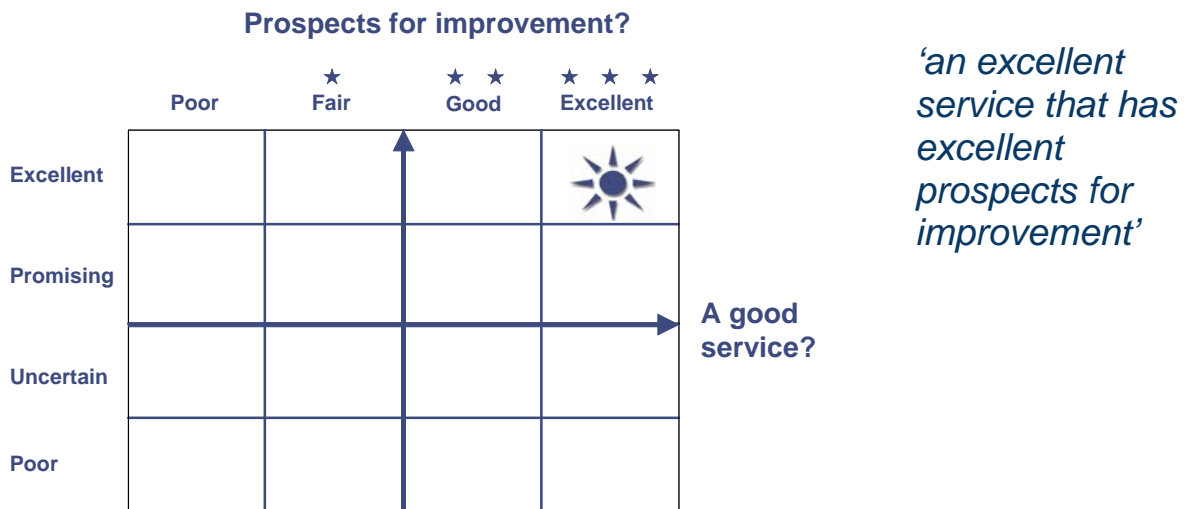 Prospects for improvement?
★ ★ ★ ★ ★ ★
Poor Fair Good Excellent
Excellent
Promising
Uncertain
Poor
A good
service?
‘an excellent
service that has
excellent
prospects for
improvement’